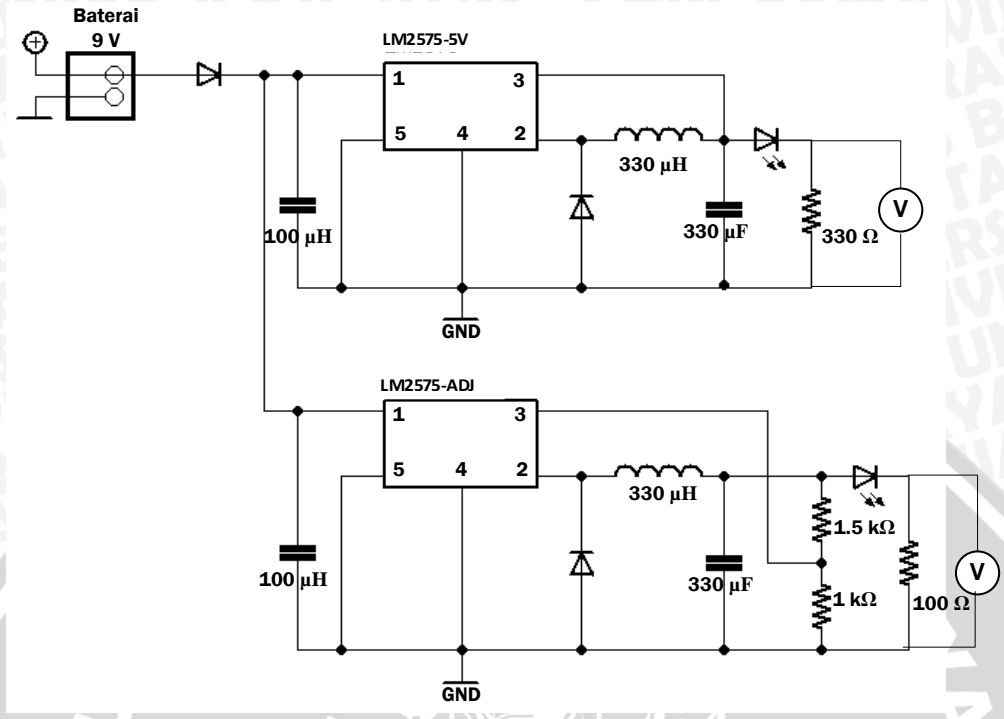 Baterai
9 V
LM2575-5V
1
3
5
4
2
330 µH
100 µH
330 µF
330 Ω
V
GND
LM2575-ADJ
1
3
5
4
2
330 µH
1.5 kΩ
100 µH
330 µF
1 kΩ
100 Ω
V
GND